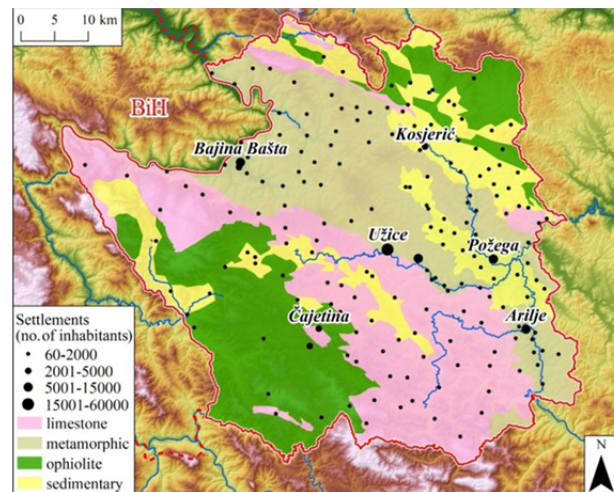 0 5 10
km
BiH
Kosjerić
Bajina Bašta
Užice
Požega
Čajetina
Arilje
Settlements
(no. of inhabitants)
60-2000
2001-5000
5001-15000
15001-60000
limestone
metamorphic
ophiolite
sedimentary
N